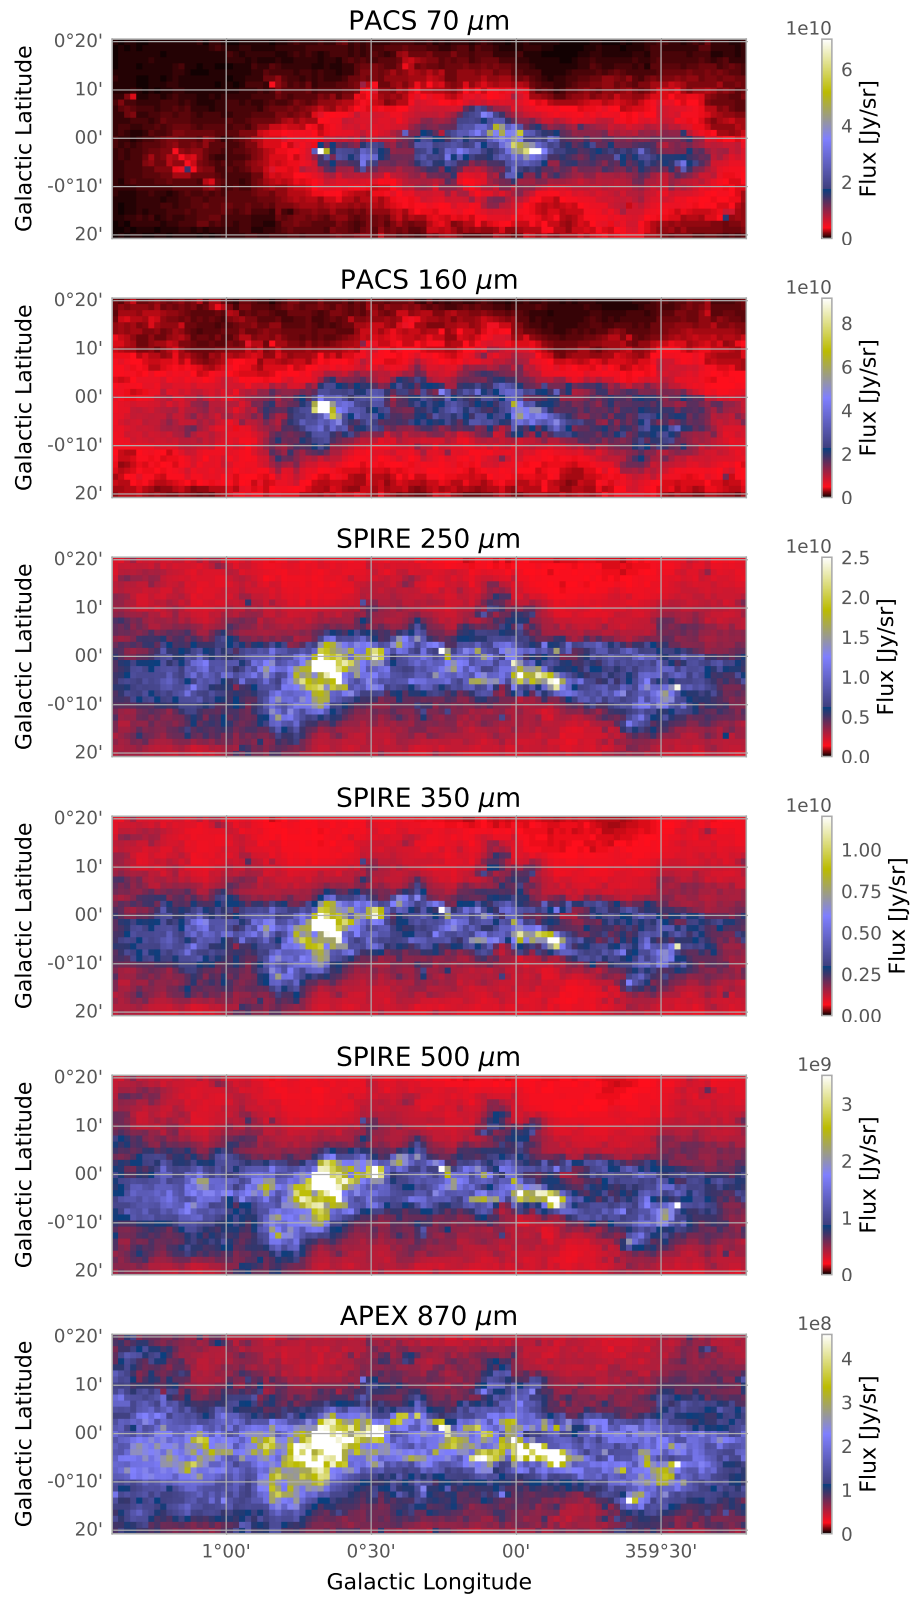 PACS 70 μm
1e10
0°20'
10'
00'
-0°10'
20'
Galactic Latitude
6
4
2
0
Flux [Jy/sr]
PACS 160 μm
1e10
0°20'
10'
00'
-0°10'
20'
Galactic Latitude
8
6
4
2
0
Flux [Jy/sr]
SPIRE 250 μm
1e10
0°20'
10'
00'
-0°10'
20'
Galactic Latitude
2.5
2.0
1.5
1.0
0.5
0.0
Flux [Jy/sr]
SPIRE 350 μm
1e10
0°20'
10'
00'
-0°10'
20'
Galactic Latitude
1.00
0.75
0.50
0.25
0.00
Flux [Jy/sr]
SPIRE 500 μm
1e9
0°20'
10'
00'
-0°10'
20'
Galactic Latitude
3
2
1
0
Flux [Jy/sr]
APEX 870 μm
1e8
0°20'
10'
00'
-0°10'
20'
Galactic Latitude
4
3
2
1
0
Flux [Jy/sr]
1°00' 0°30' 00' 359°30'
Galactic Longitude